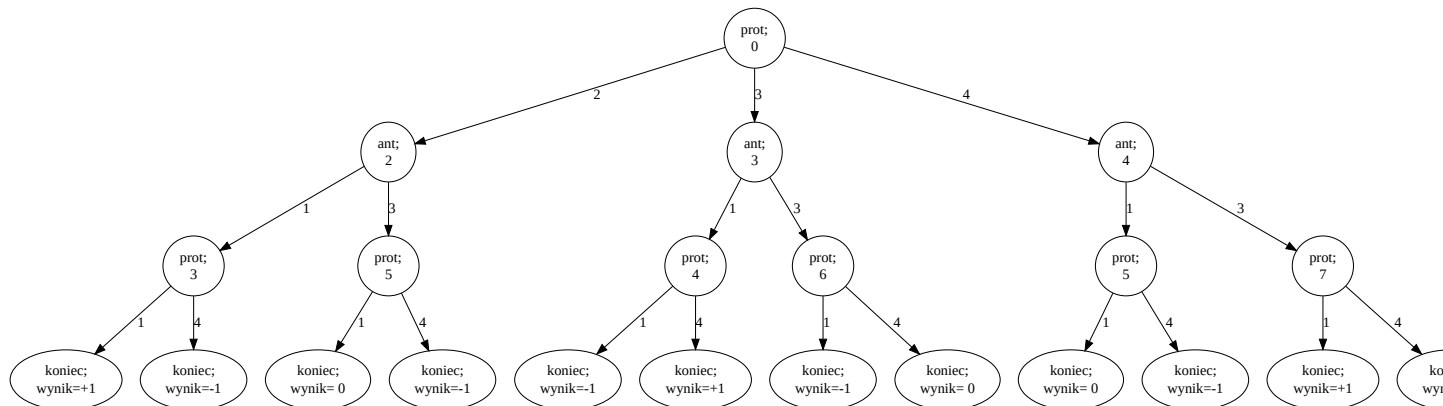 prot;
0
2
3
4
ant;
2
ant;
3
ant;
4
1
3
1
3
1
3
prot;
3
prot;
5
prot;
4
prot;
6
prot;
5
prot;
7
1
4
1
4
1
4
1
4
1
4
1
4
koniec;
wynik=+1
koniec;
wynik=-1
koniec;
wynik= 0
koniec;
wynik=-1
koniec;
wynik=-1
koniec;
wynik=+1
koniec;
wynik=-1
koniec;
wynik= 0
koniec;
wynik= 0
koniec;
wynik=-1
koniec;
wynik=+1